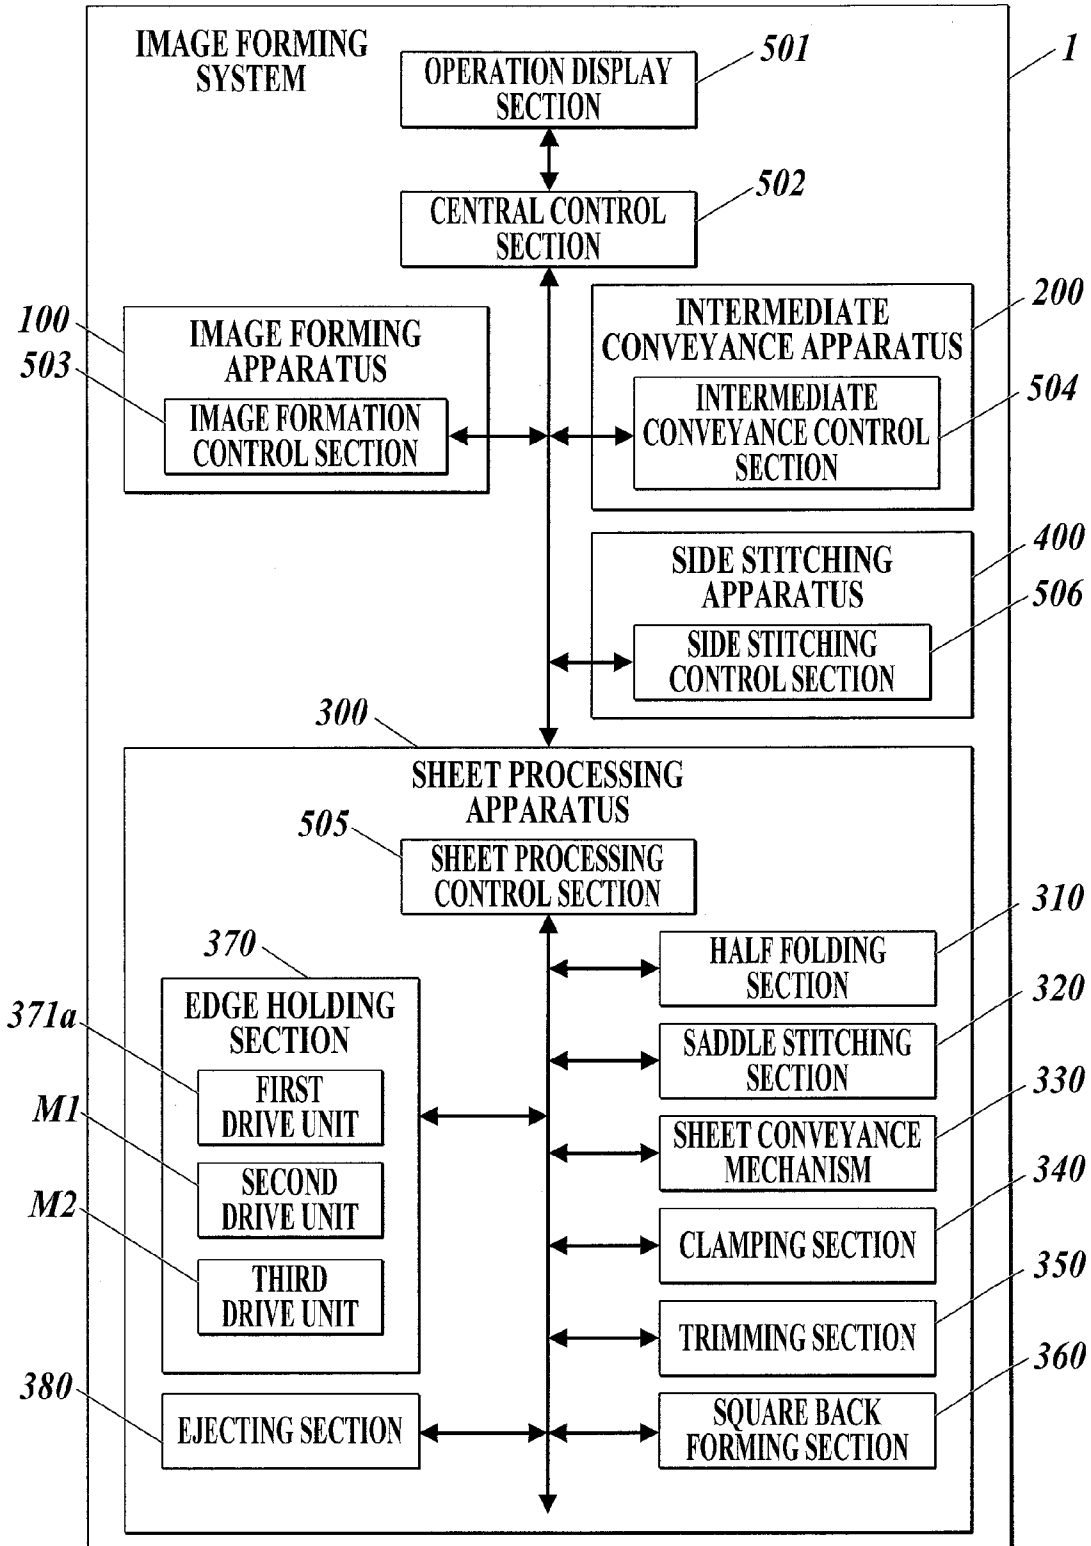 IMAGE FORMING
SYSTEM
1
OPERATION DISPLAY
SECTION
501
CENTRAL CONTROL
SECTION
502
100
IMAGE FORMING
APPARATUS
503
IMAGE FORMATION
CONTROL SECTION
INTERMEDIATE
CONVEYANCE APPARATUS
200
INTERMEDIATE
CONVEYANCE CONTROL
SECTION
504
SIDE STITCHING
APPARATUS
400
SIDE STITCHING
CONTROL SECTION
506
300
SHEET PROCESSING
APPARATUS
505
SHEET PROCESSING
CONTROL SECTION
370
EDGE HOLDING
SECTION
371a
FIRST
DRIVE UNIT
M1
SECOND
DRIVE UNIT
M2
THIRD
DRIVE UNIT
380
EJECTING SECTION
HALF FOLDING
SECTION
310
SADDLE STITCHING
SECTION
320
SHEET CONVEYANCE
MECHANISM
330
CLAMPING SECTION
340
TRIMMING SECTION
350
SQUARE BACK
FORMING SECTION
360